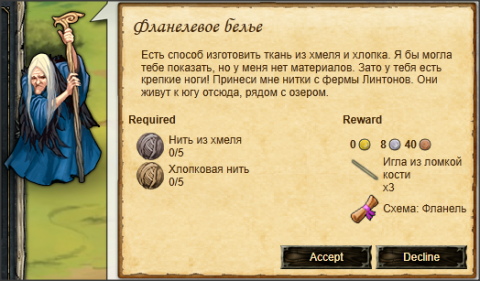 Фланелевое белье
Есть способ изготовить ткань из хмеля и хлопка. Я бы могла
тебе показать, но у меня нет материалов. Зато у тебя есть
крепкие ноги! Принеси мне нитки с фермы Линтонов. Они
живут к югу отсюда, рядом с озером.
Required
Нить из хмеля
0/5
Хлопковая нить
0/5
Reward
0 8 40
Игла из ломкой
кости
x3
Схема: Фланель
Accept Decline